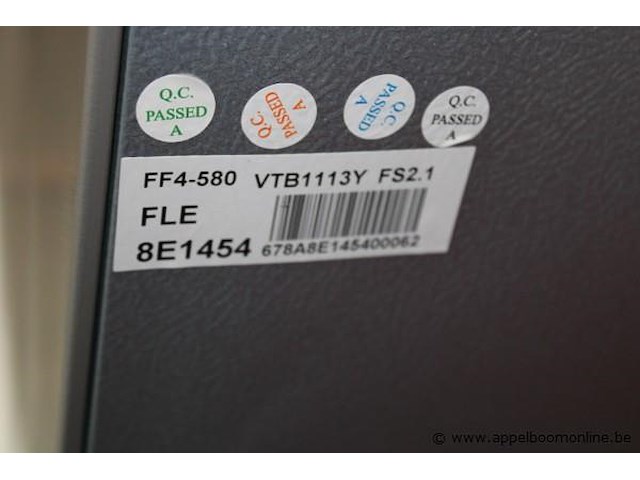 Q.C.
PASSED
A
Q.C.
PASSED
A
Q.C.
PASSED
A
Q.C.
PASSED
A
FF4-580 VTB1113Y FS2.1
FLE
8E1454 678A8E145400062
© www.appelboomonline.be